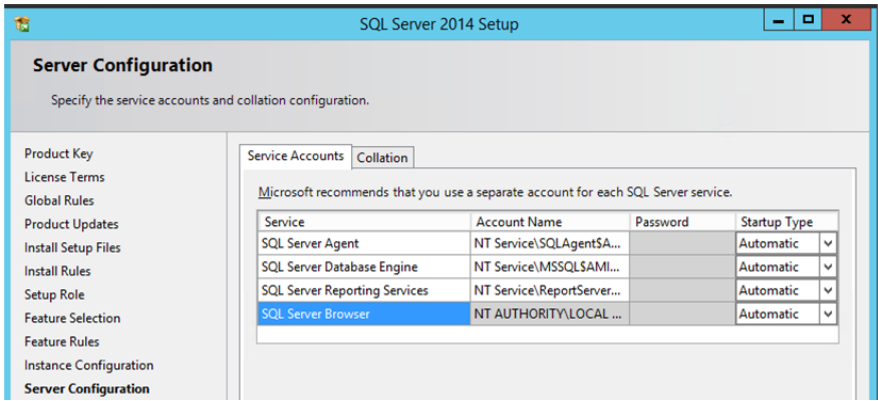 SQL Server 2014 Setup
Server Configuration
Specify the service accounts and collation configuration.
Product Key
License Terms
Global Rules
Product Updates
Install Setup Files
Install Rules
Setup Role
Feature Selection
Feature Rules
Instance Configuration
Server Configuration
Service Accounts Collation
Microsoft recommends that you use a separate account for each SQL Server service.
Service Account Name Password Startup Type
SQL Server Agent NT Service\SQLAgent$A... Automatic
SQL Server Database Engine NT Service\MSSQL$AMI... Automatic
SQL Server Reporting Services NT Service\ReportServer... Automatic
SQL Server Browser NT AUTHORITY\LOCAL ... Automatic